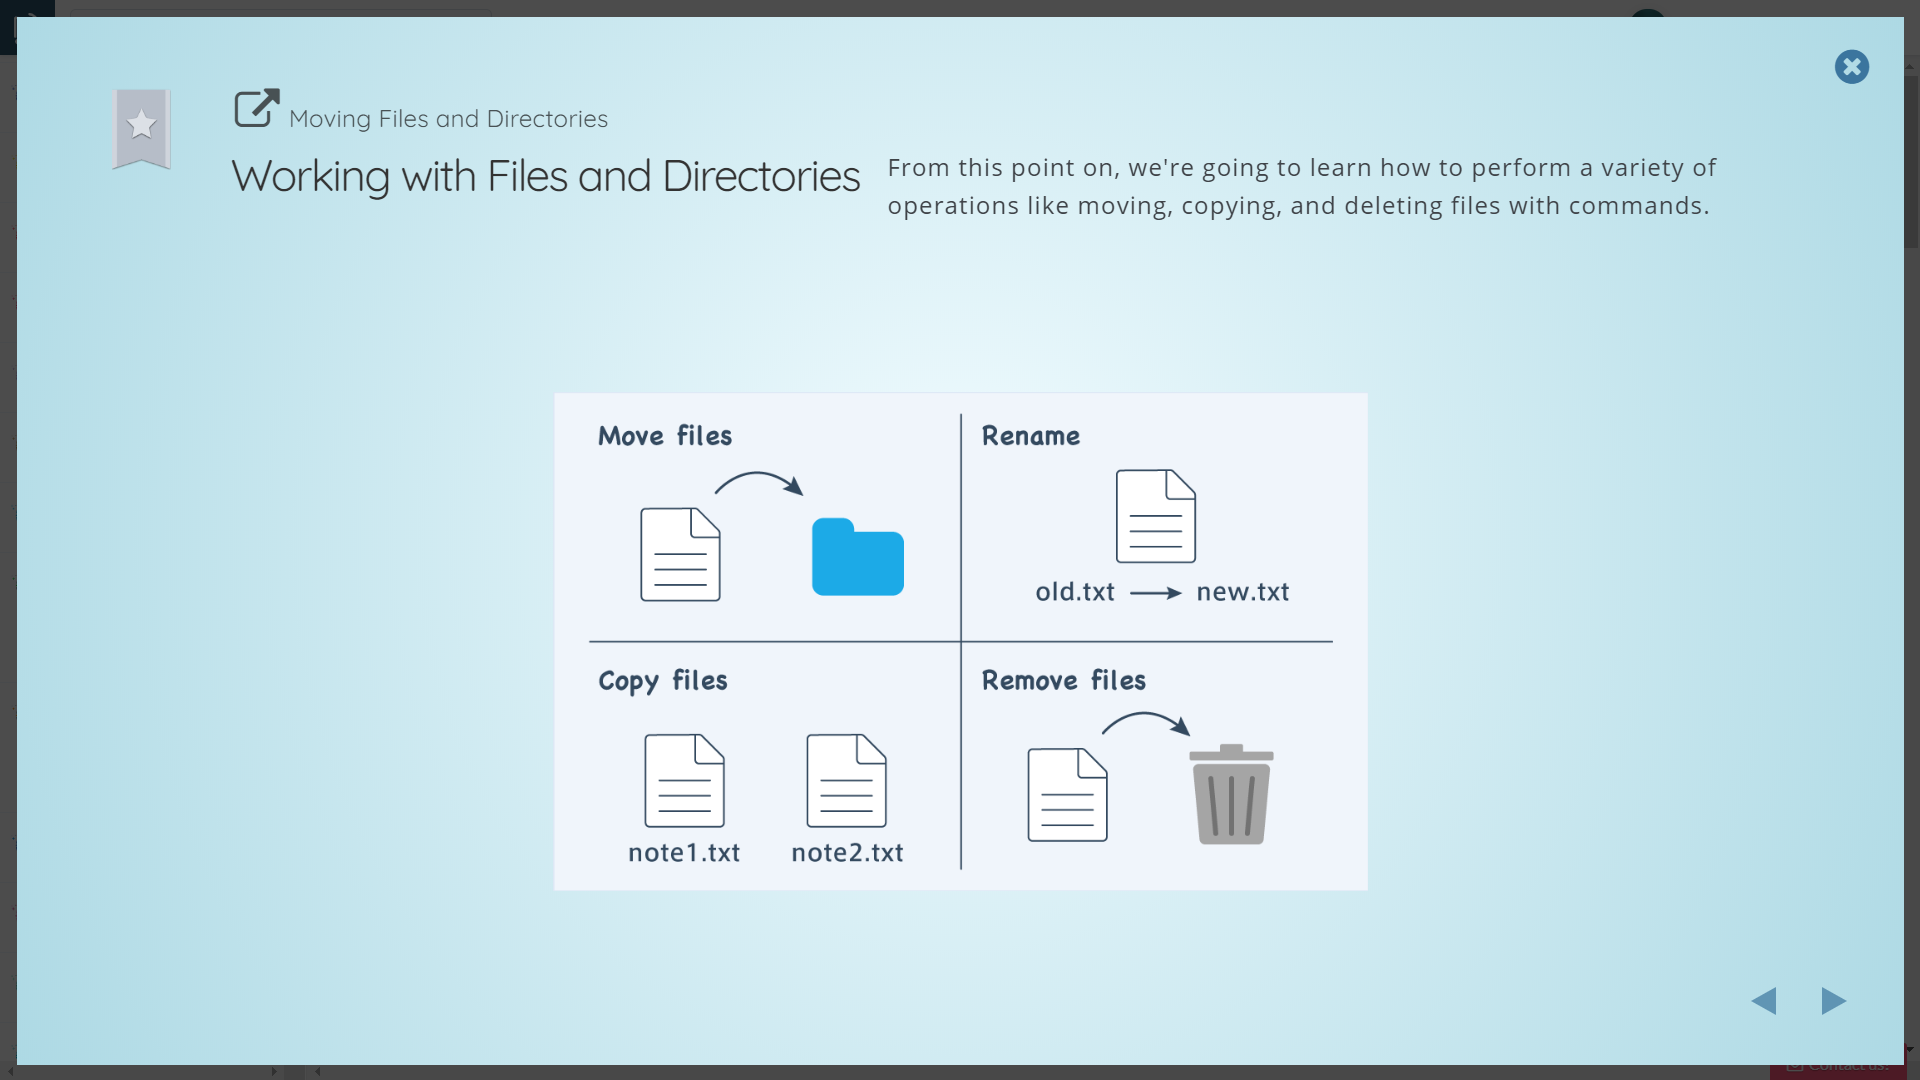 Moving Files and Directories
Working with Files and Directories
From this point on, we're going to learn how to perform a variety of
operations like moving, copying, and deleting files with commands.
Move files
Rename
old.txt
new.txt
Copy files
note1.txt
note2.txt
Remove files
Contact us!